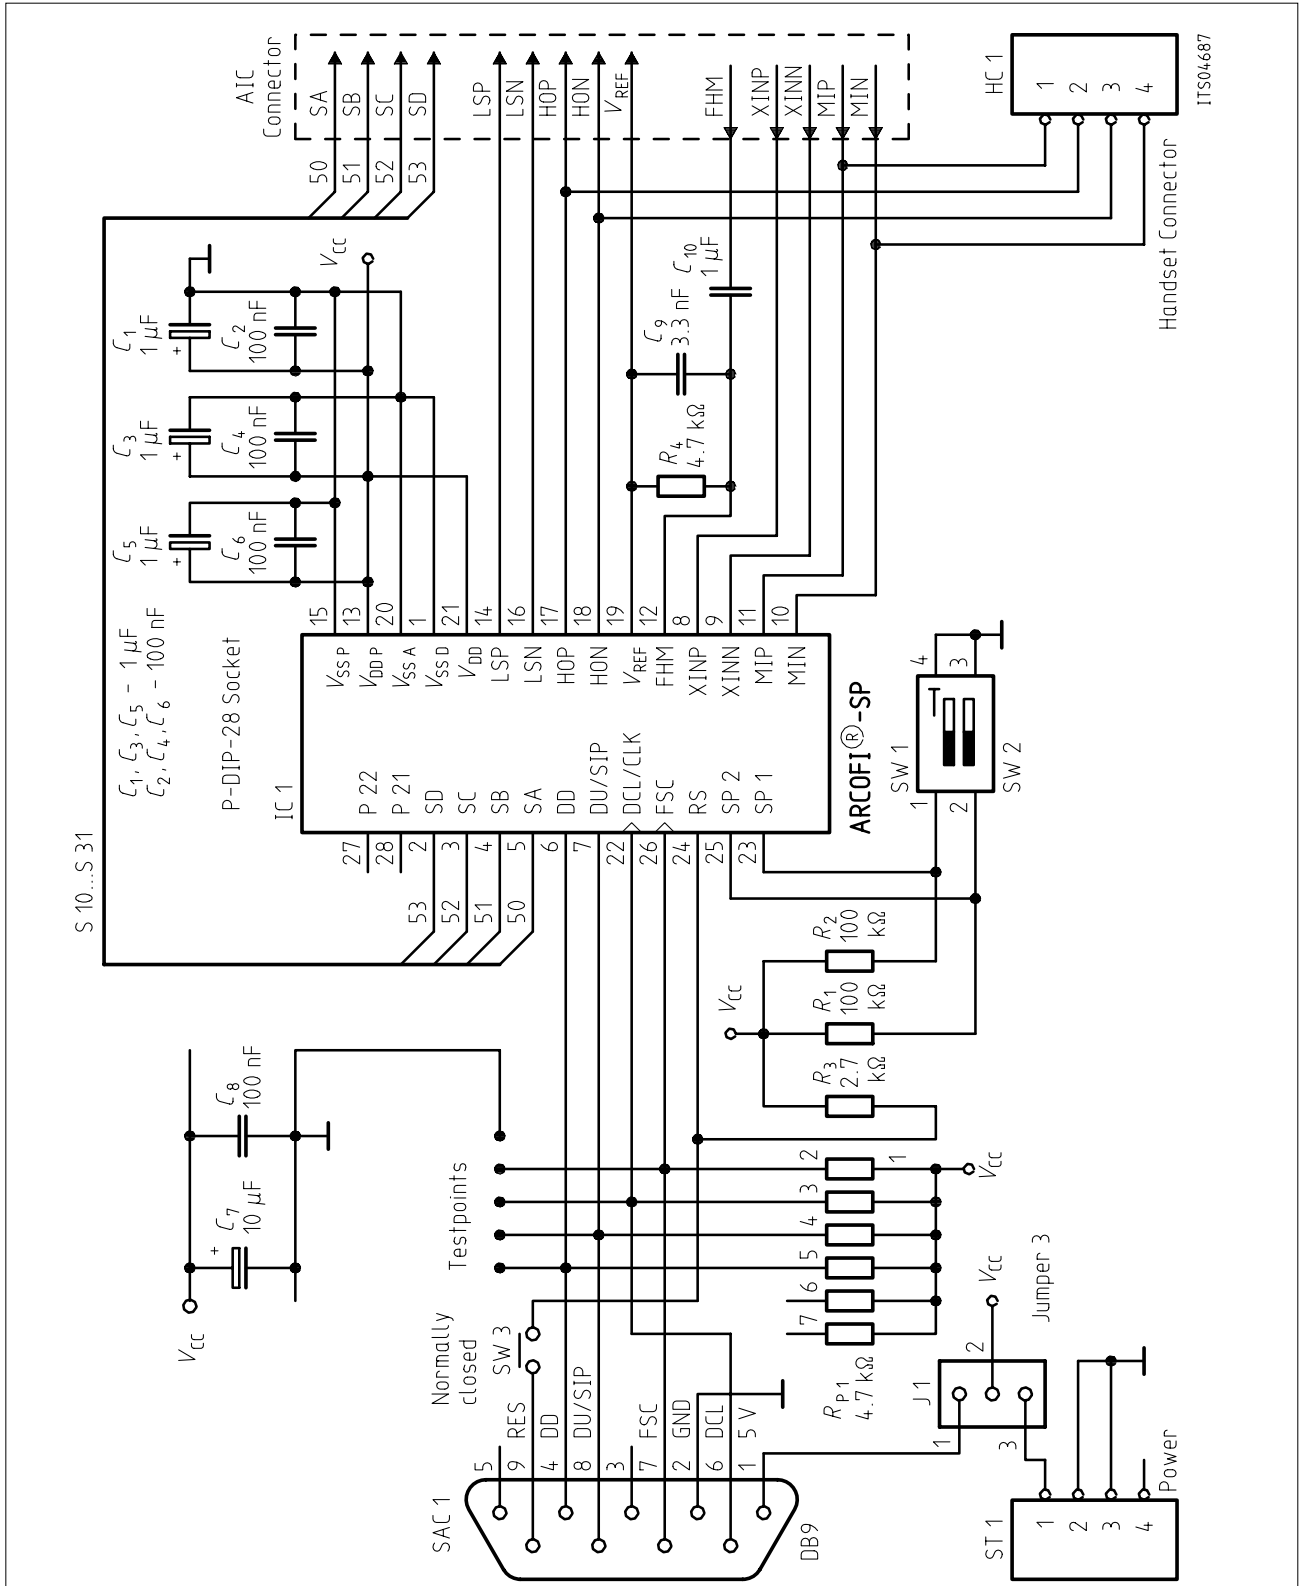 S 10...S 31
C1, C3, C5 – 1 µF
C2, C4, C6 – 100 nF
P-DIP-28 Socket
C5
1 µF
+
C6
100 nF
C3
1 µF
+
C4
100 nF
C1
1 µF
+
C2
100 nF
VCC
AIC
Connector
50
51
52
53
SA
SB
SC
SD
LSP
LSN
HOP
HON
VREF
FHM
XINP
XINN
MIP
MIN
VCC
C7
10 µF
+
C8
100 nF
Testpoints
Normally
closed
SW 3
SAC 1
5
9
RES
4
DD
8
DU/SIP
3
7
FSC
2
GND
6
DCL
1
5 V
DB9
53
52
51
50
27
28
2
3
4
5
6
7
22
26
24
25
23
IC 1
P 22
P 21
SD
SC
SB
SA
DD
DU/SIP
DCL/CLK
FSC
RS
SP 2
SP 1
VSS P
VDD P
VSS A
VSS D
VDD
LSP
LSN
HOP
HON
VREF
FHM
XINP
XINN
MIP
MIN
15
13
20
1
21
14
16
17
18
19
12
8
9
11
10
ARCOFI®-SP
R4
4.7 kΩ
C9
3.3 nF
C10
1 µF
VCC
R3
2.7
kΩ
R1
100
kΩ
R2
100
kΩ
SW 1
1
2
T
4
3
SW 2
7
6
5
4
3
2
1
RP1
4.7 kΩ
VCC
J 1
1
2
3
VCC
Jumper 3
ST 1
1
2
3
4
Power
HC 1
1
2
3
4
Handset Connector
ITS04687